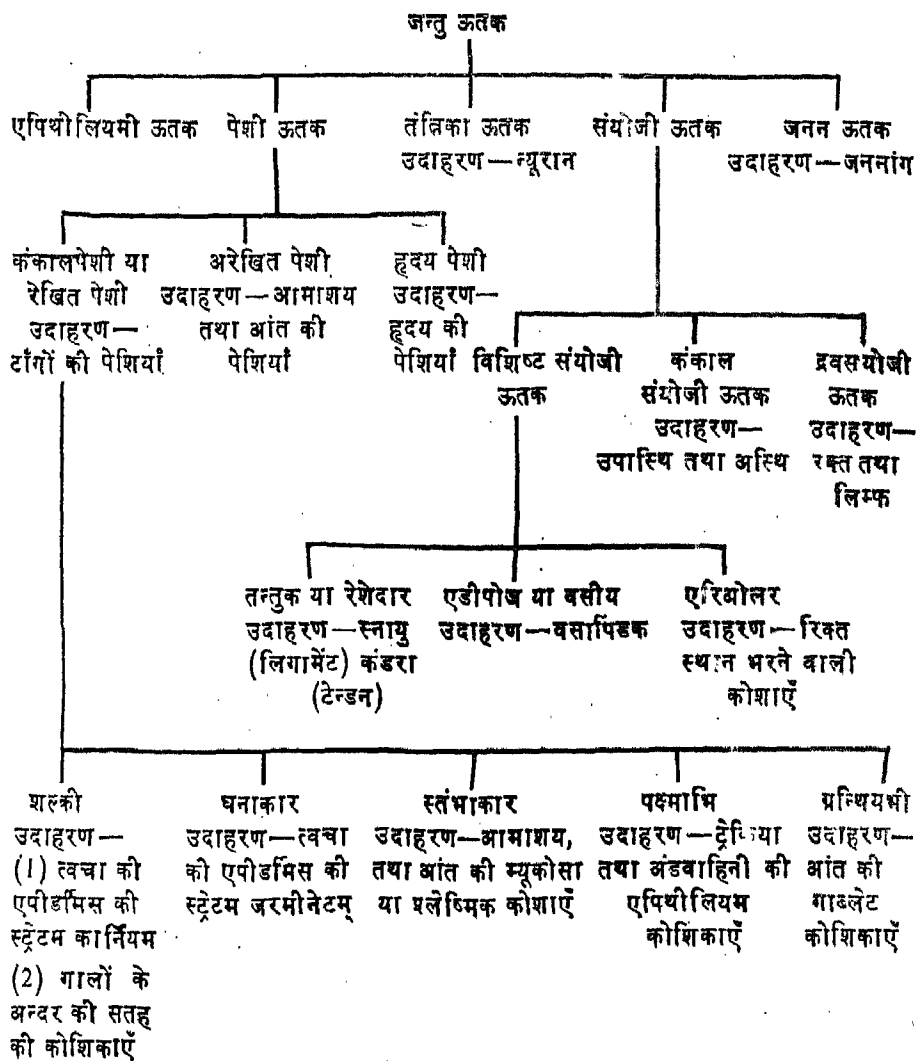 जन्तु ऊतक
एपिथीलियमी ऊतक
पेशी ऊतक
तंत्रिका ऊतक
उदाहरण—न्यूरान
संयोजी ऊतक
जनन ऊतक
उदाहरण—जननांग
कंकालपेशी या
रेखित पेशी
उदाहरण—
टाँगों की पेशियाँ
अरेखित पेशी
उदाहरण—आमाशय
तथा आंत की
पेशियाँ
हृदय पेशी
उदाहरण—
हृदय की
पेशियाँ
विशिष्ट संयोजी
ऊतक
कंकाल
संयोजी ऊतक
उदाहरण—
उपास्थि तथा अस्थि
द्रवसयोजी
ऊतक
उदाहरण—
रक्त तथा
लिम्फ
तन्तुक या रेशेदार
उदाहरण—स्नायु
(लिगामेंट) कंडरा
(टेन्डन)
एडीपोज या वसीय
उदाहरण—वसापिंडक
एरिओलर
उदाहरण—रिक्त
स्थान भरने वाली
कोशाएँ
शल्की
उदाहरण—
(1) त्वचा की
एपीडर्मिस की
स्ट्रेटम कार्नियम
(2) गालों के
अन्दर की सतह
की कोशिकाएँ
घनाकार
उदाहरण—त्वचा
की एपीडर्मिस की
स्ट्रेटम जरमीनेटम्
स्तंभाकार
उदाहरण—आमाशय,
तथा आंत की म्यूकोसा
या श्लेष्मिक कोशाएँ
पक्ष्माभि
उदाहरण—ट्रेकिया
तथा अंडवाहिनी की
एपिथीलियम
कोशिकाएँ
ग्रन्थियभी
उदाहरण—
आंत की
गाब्लेट
कोशिकाएँ